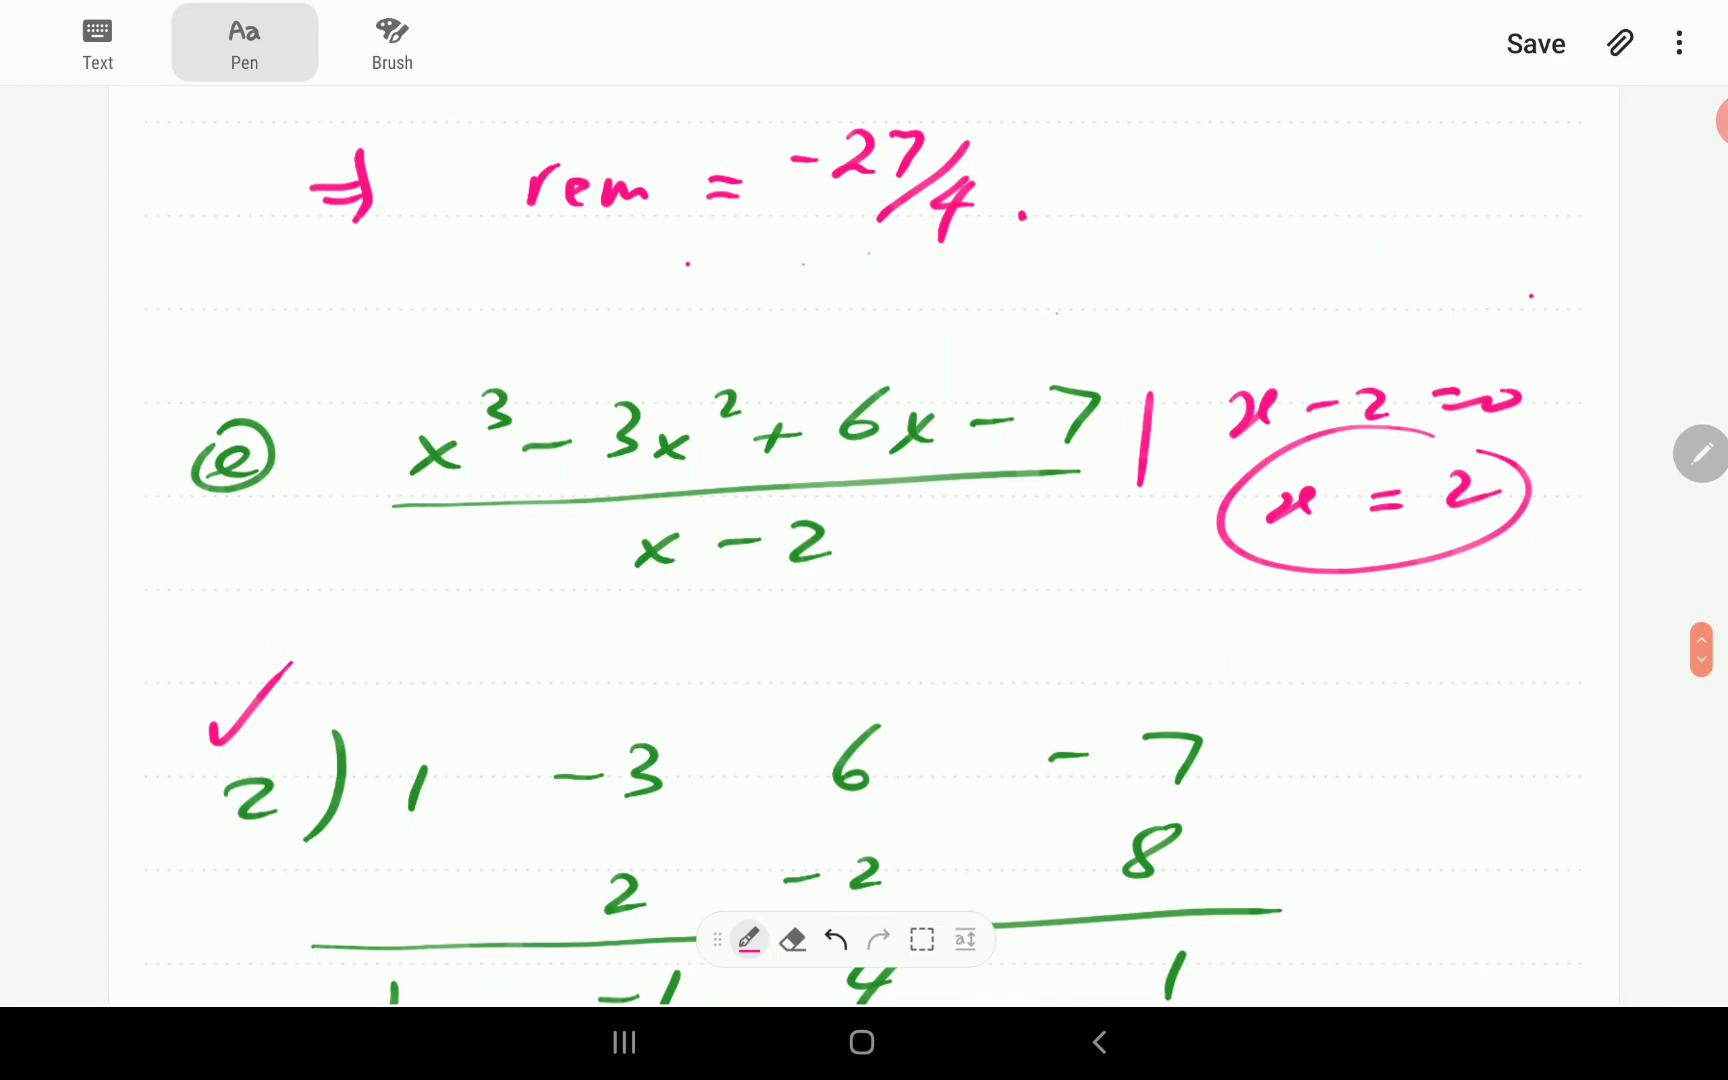 Text Pen Brush Save
⇒ rem = -27/4 .
ⓔ x³ - 3x² + 6x - 7 | x - 2 = 0
x - 2 x = 2
2 ) 1 -3 6 -7
2 -2 8
1 -1 4 1